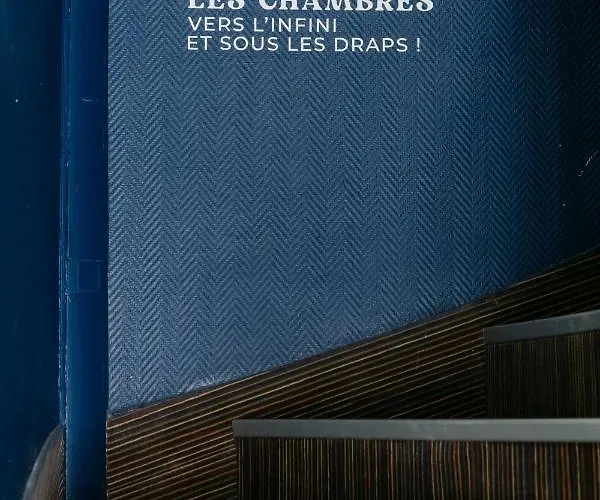 LES CHAMBRES
VERS L'INFINI
ET SOUS LES DRAPS !